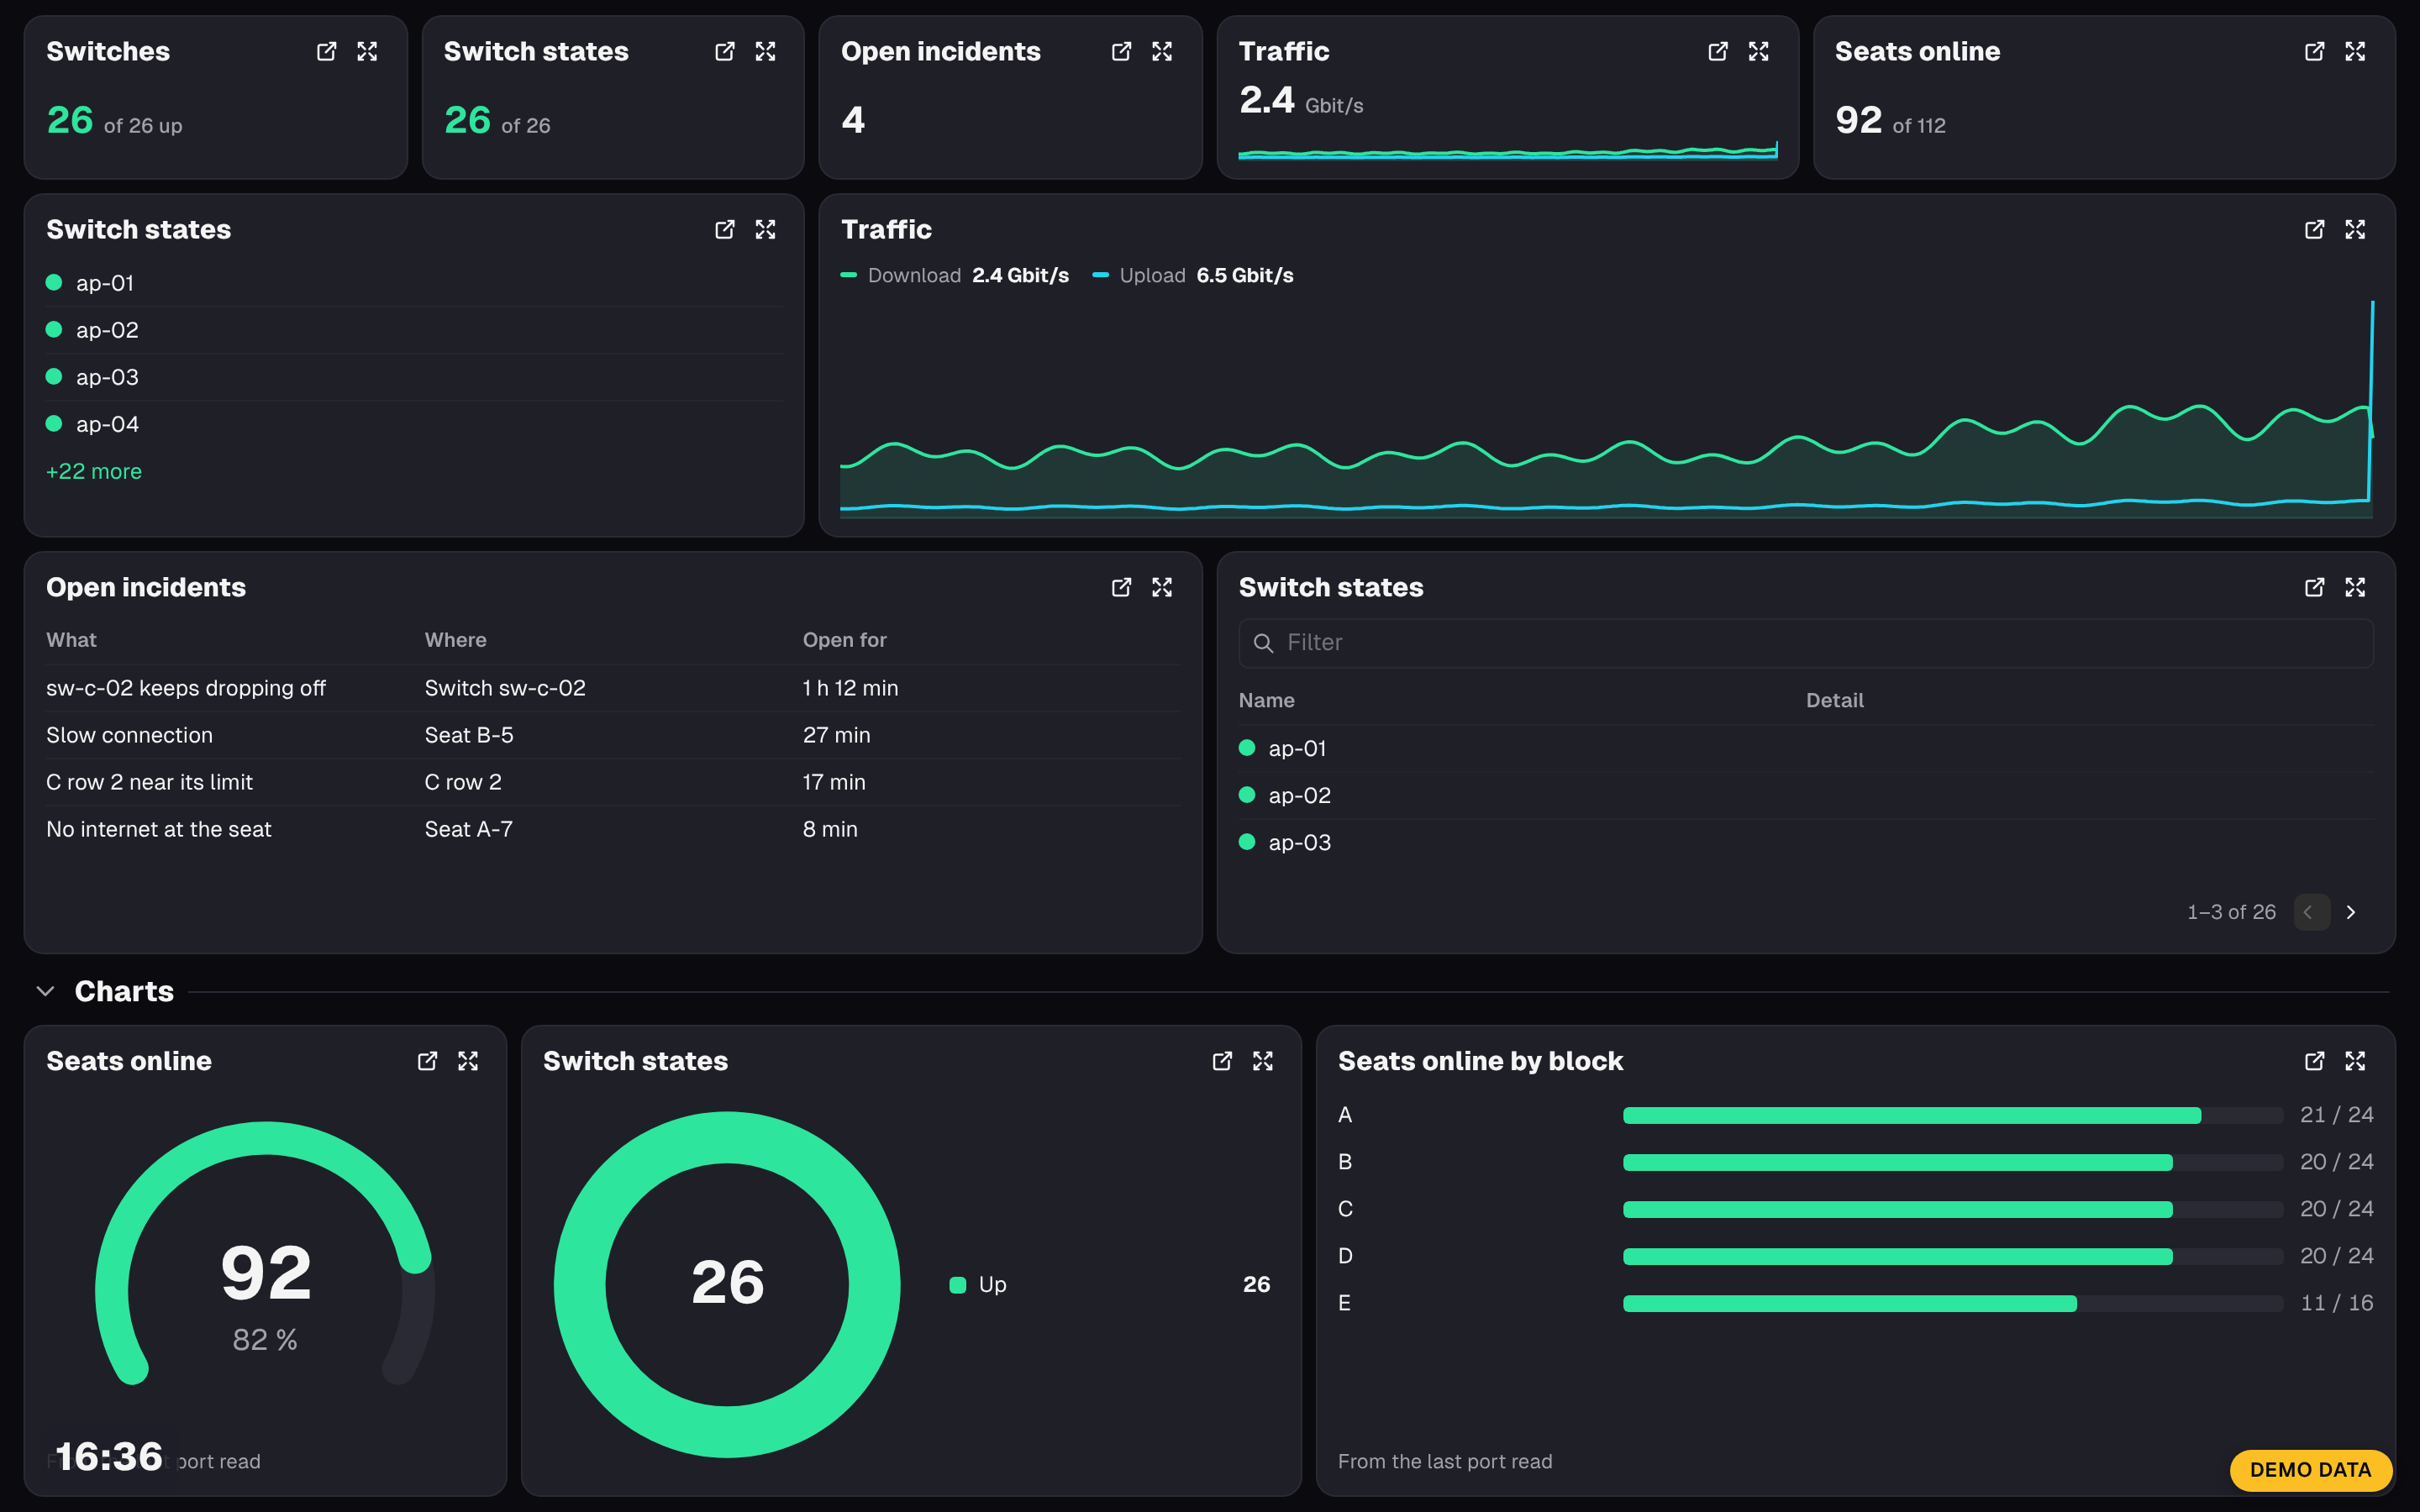 Switches
26 of 26 up
Switch states
26 of 26
Open incidents
4
Traffic
2.4 Gbit/s
Seats online
92 of 112
Switch states
ap-01
ap-02
ap-03
ap-04
+22 more
Traffic
Download 2.4 Gbit/s Upload 6.5 Gbit/s
Open incidents
What Where Open for
sw-c-02 keeps dropping off Switch sw-c-02 1 h 12 min
Slow connection Seat B-5 27 min
C row 2 near its limit C row 2 17 min
No internet at the seat Seat A-7 8 min
Switch states
Filter
Name Detail
ap-01
ap-02
ap-03
1–3 of 26
Charts
Seats online
92
82 %
port read
16:36
Switch states
26
Up 26
Seats online by block
A 21 / 24
B 20 / 24
C 20 / 24
D 20 / 24
E 11 / 16
From the last port read
DEMO DATA